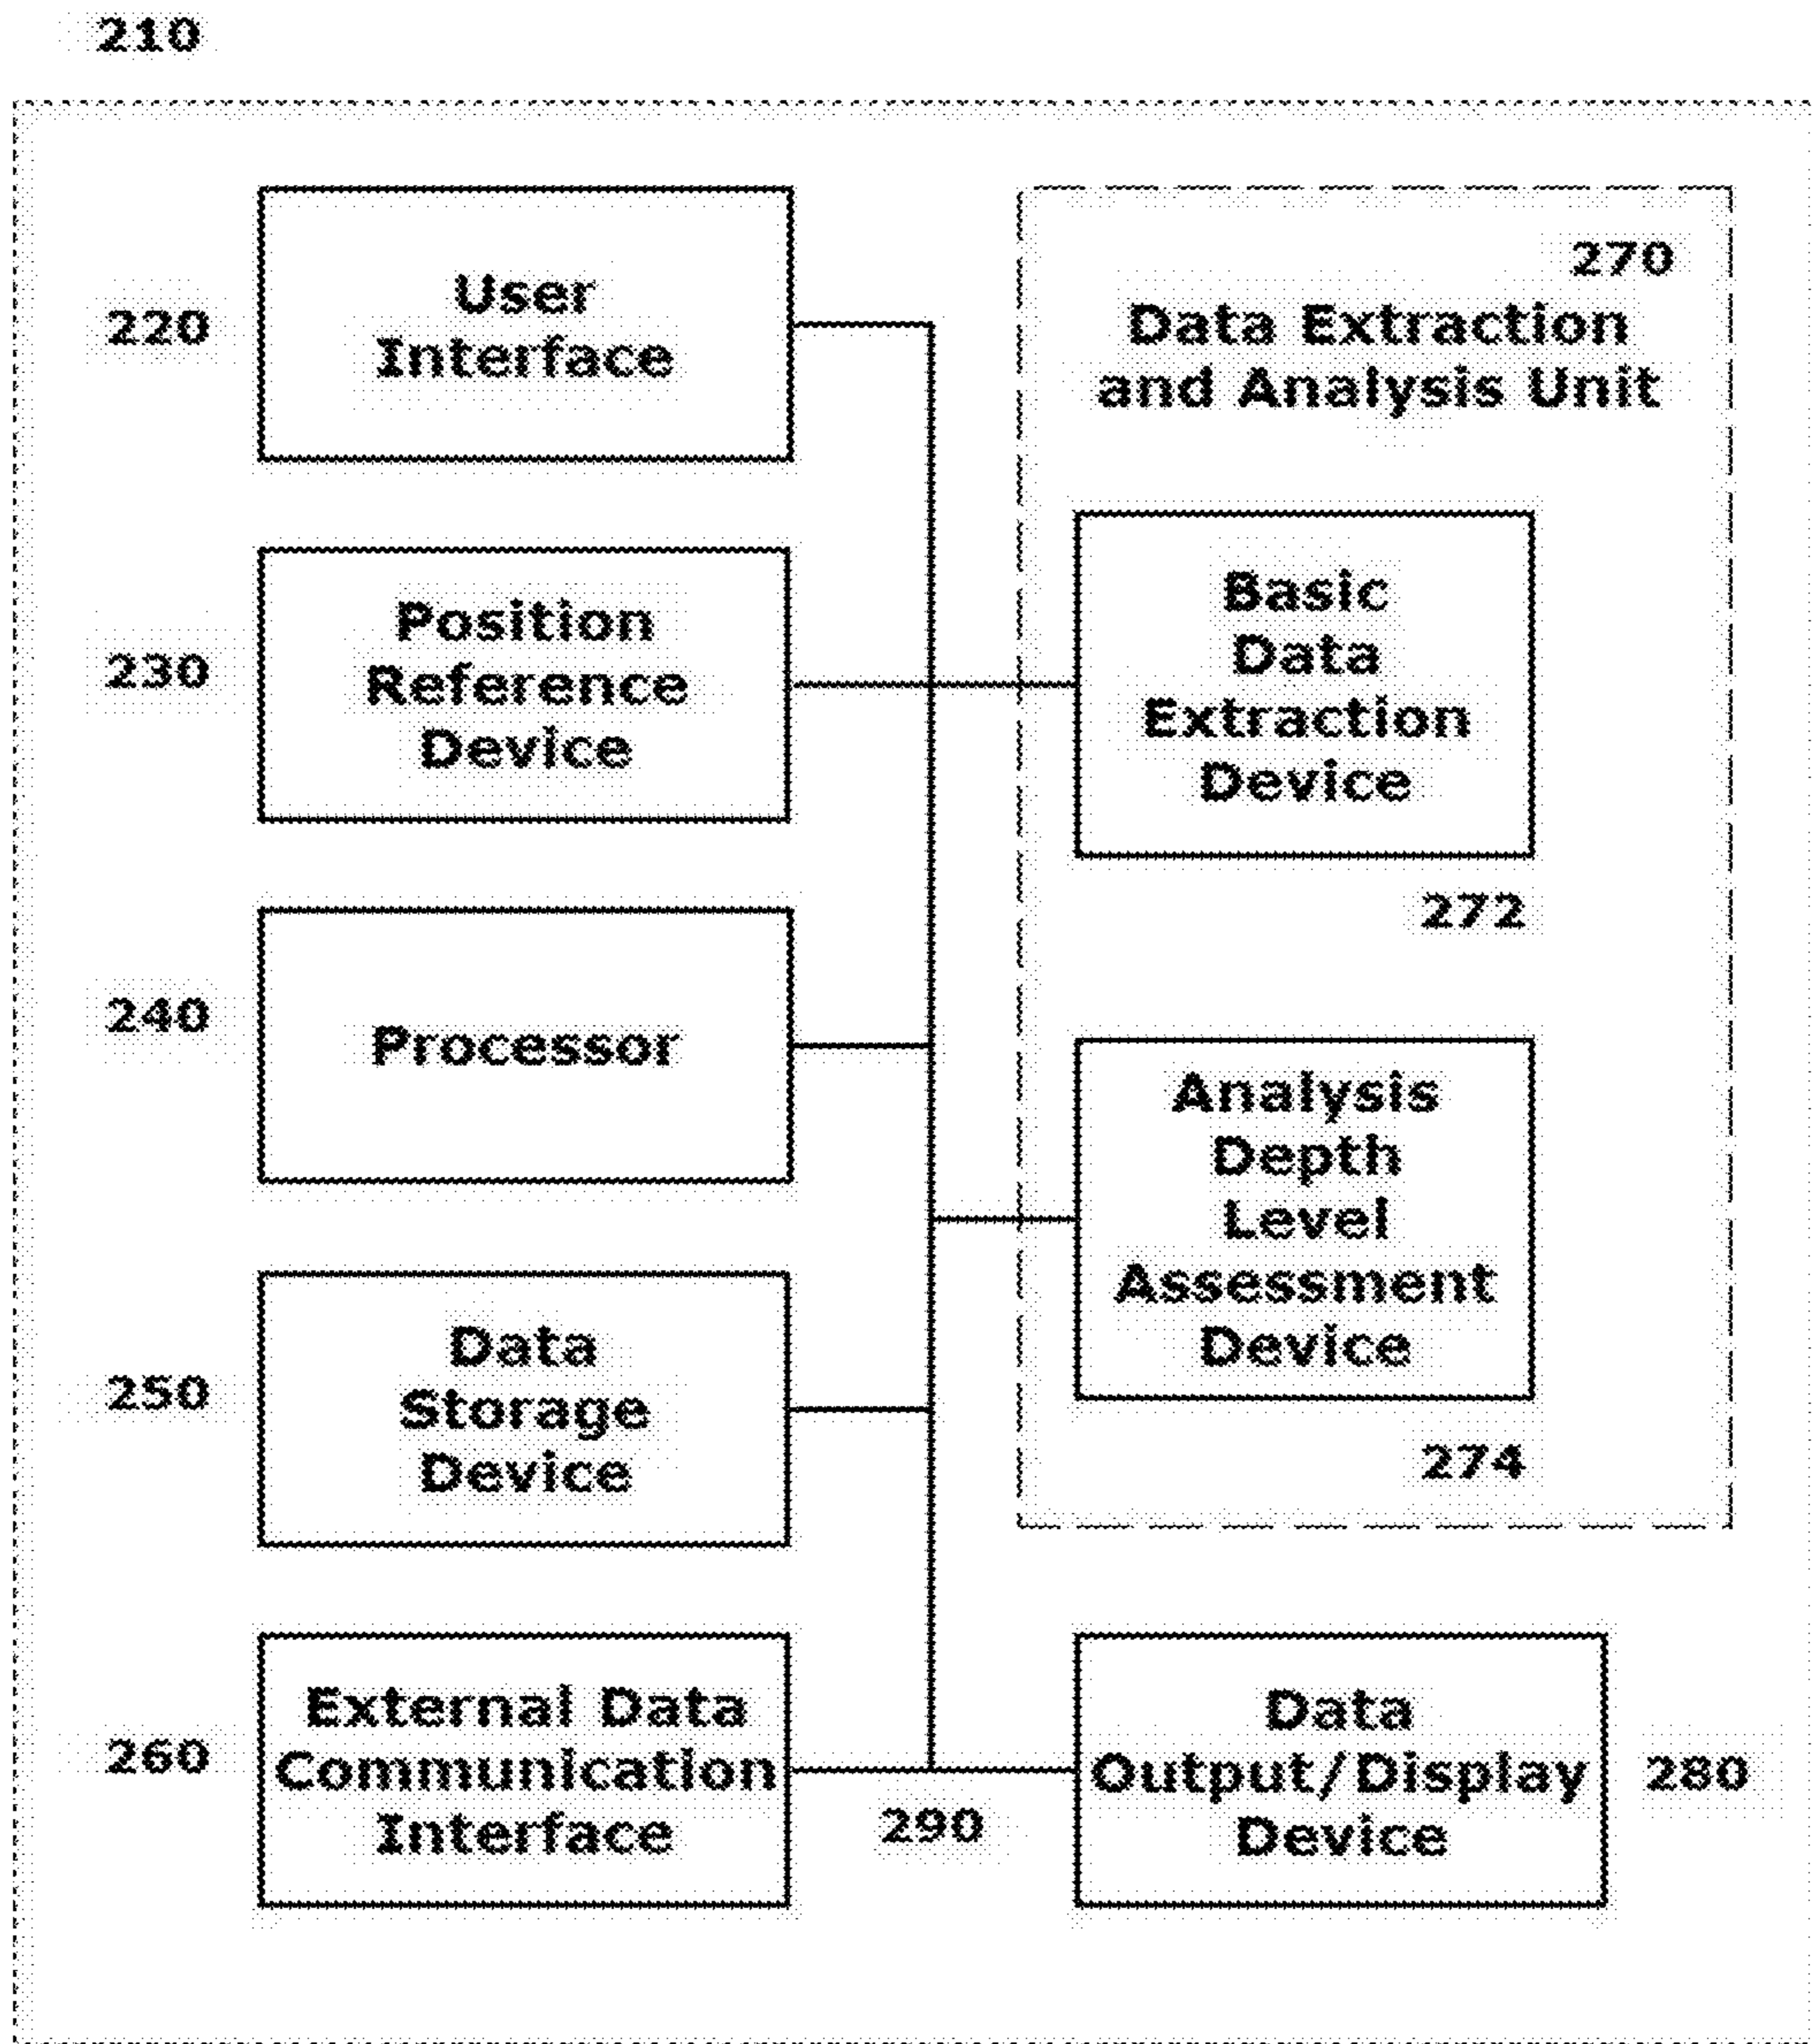 210
220
User
Interface
230
Position
Reference
Device
240
Processor
250
Data
Storage
Device
260
External Data
Communication
Interface
270
Data Extraction
and Analysis Unit
Basic
Data
Extraction
Device
272
Analysis
Depth
Level
Assessment
Device
274
290
Data
Output/Display
Device
280